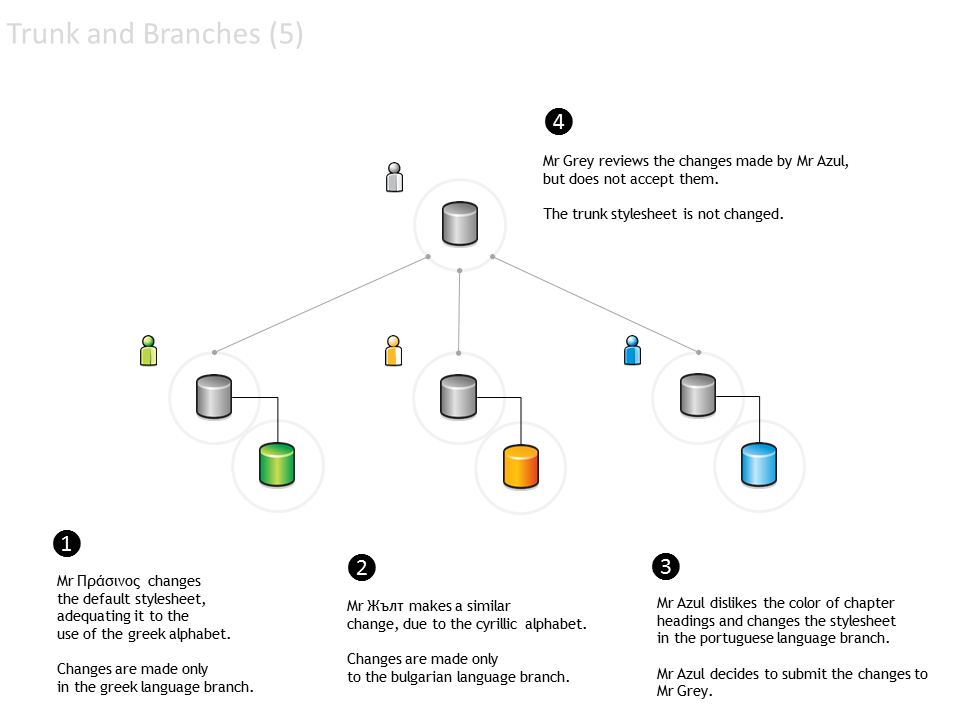 Trunk and Branches (5)
4
Mr Grey reviews the changes made by Mr Azul,
but does not accept them.
The trunk stylesheet is not changed.
1
Mr Πράσινος changes
the default stylesheet,
adequating it to the
use of the greek alphabet.
Changes are made only
in the greek language branch.
2
Mr Жълт makes a similar
change, due to the cyrillic alphabet.
Changes are made only
to the bulgarian language branch.
3
Mr Azul dislikes the color of chapter
headings and changes the stylesheet
in the portuguese language branch.
Mr Azul decides to submit the changes to
Mr Grey.